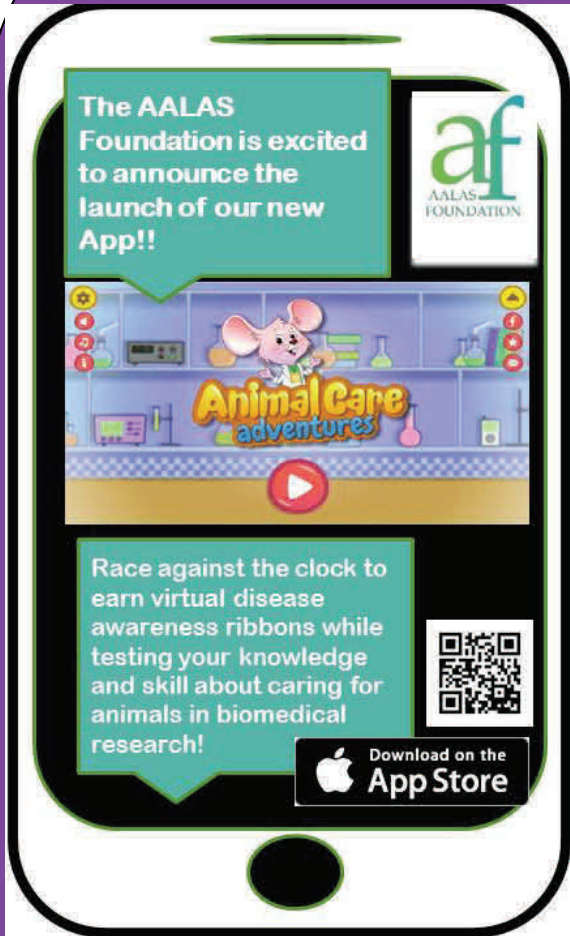 The AALAS
Foundation is excited
to announce the
launch of our new
App!!
af
AALAS
FOUNDATION
Animal Care
adventures
Race against the clock to
earn virtual disease
awareness ribbons while
testing your knowledge
and skill about caring for
animals in biomedical
research!
Download on the
App Store